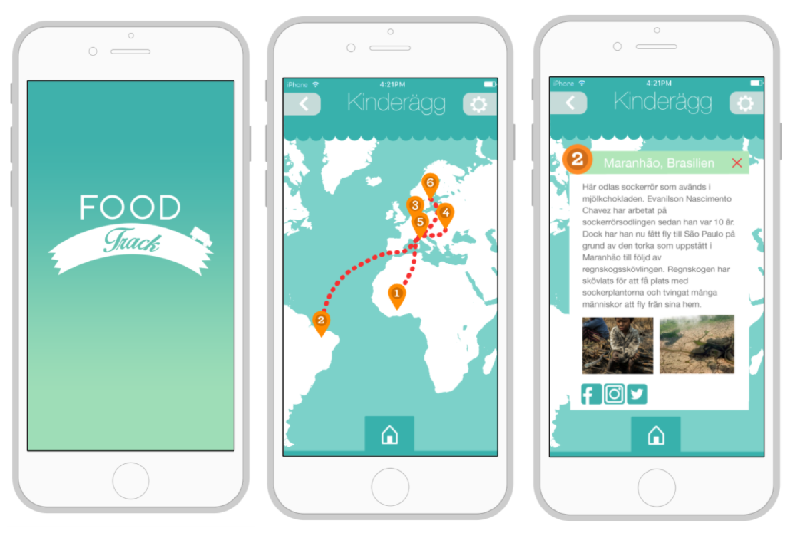 FOOD
Track
iPhone
4:21PM
Kinderägg
6
3
4
5
1
2
iPhone
4:21PM
Kinderägg
2
Maranhão, Brasilien
Här odlas sockerrör som avänds i
mjölkchokladen. Evanilson Nascimento
Chavez har arbetat på
sockerrörsodlingen sedan han var 10 år.
Dock har han nu fått fly till São Paulo på
grund av den torka som uppstått i
Maranhão till följd av
regnskogsskövlingen. Regnskogen har
skövlats för att få plats med
sockerplantorna och tvingat många
människor att fly från sina hem.